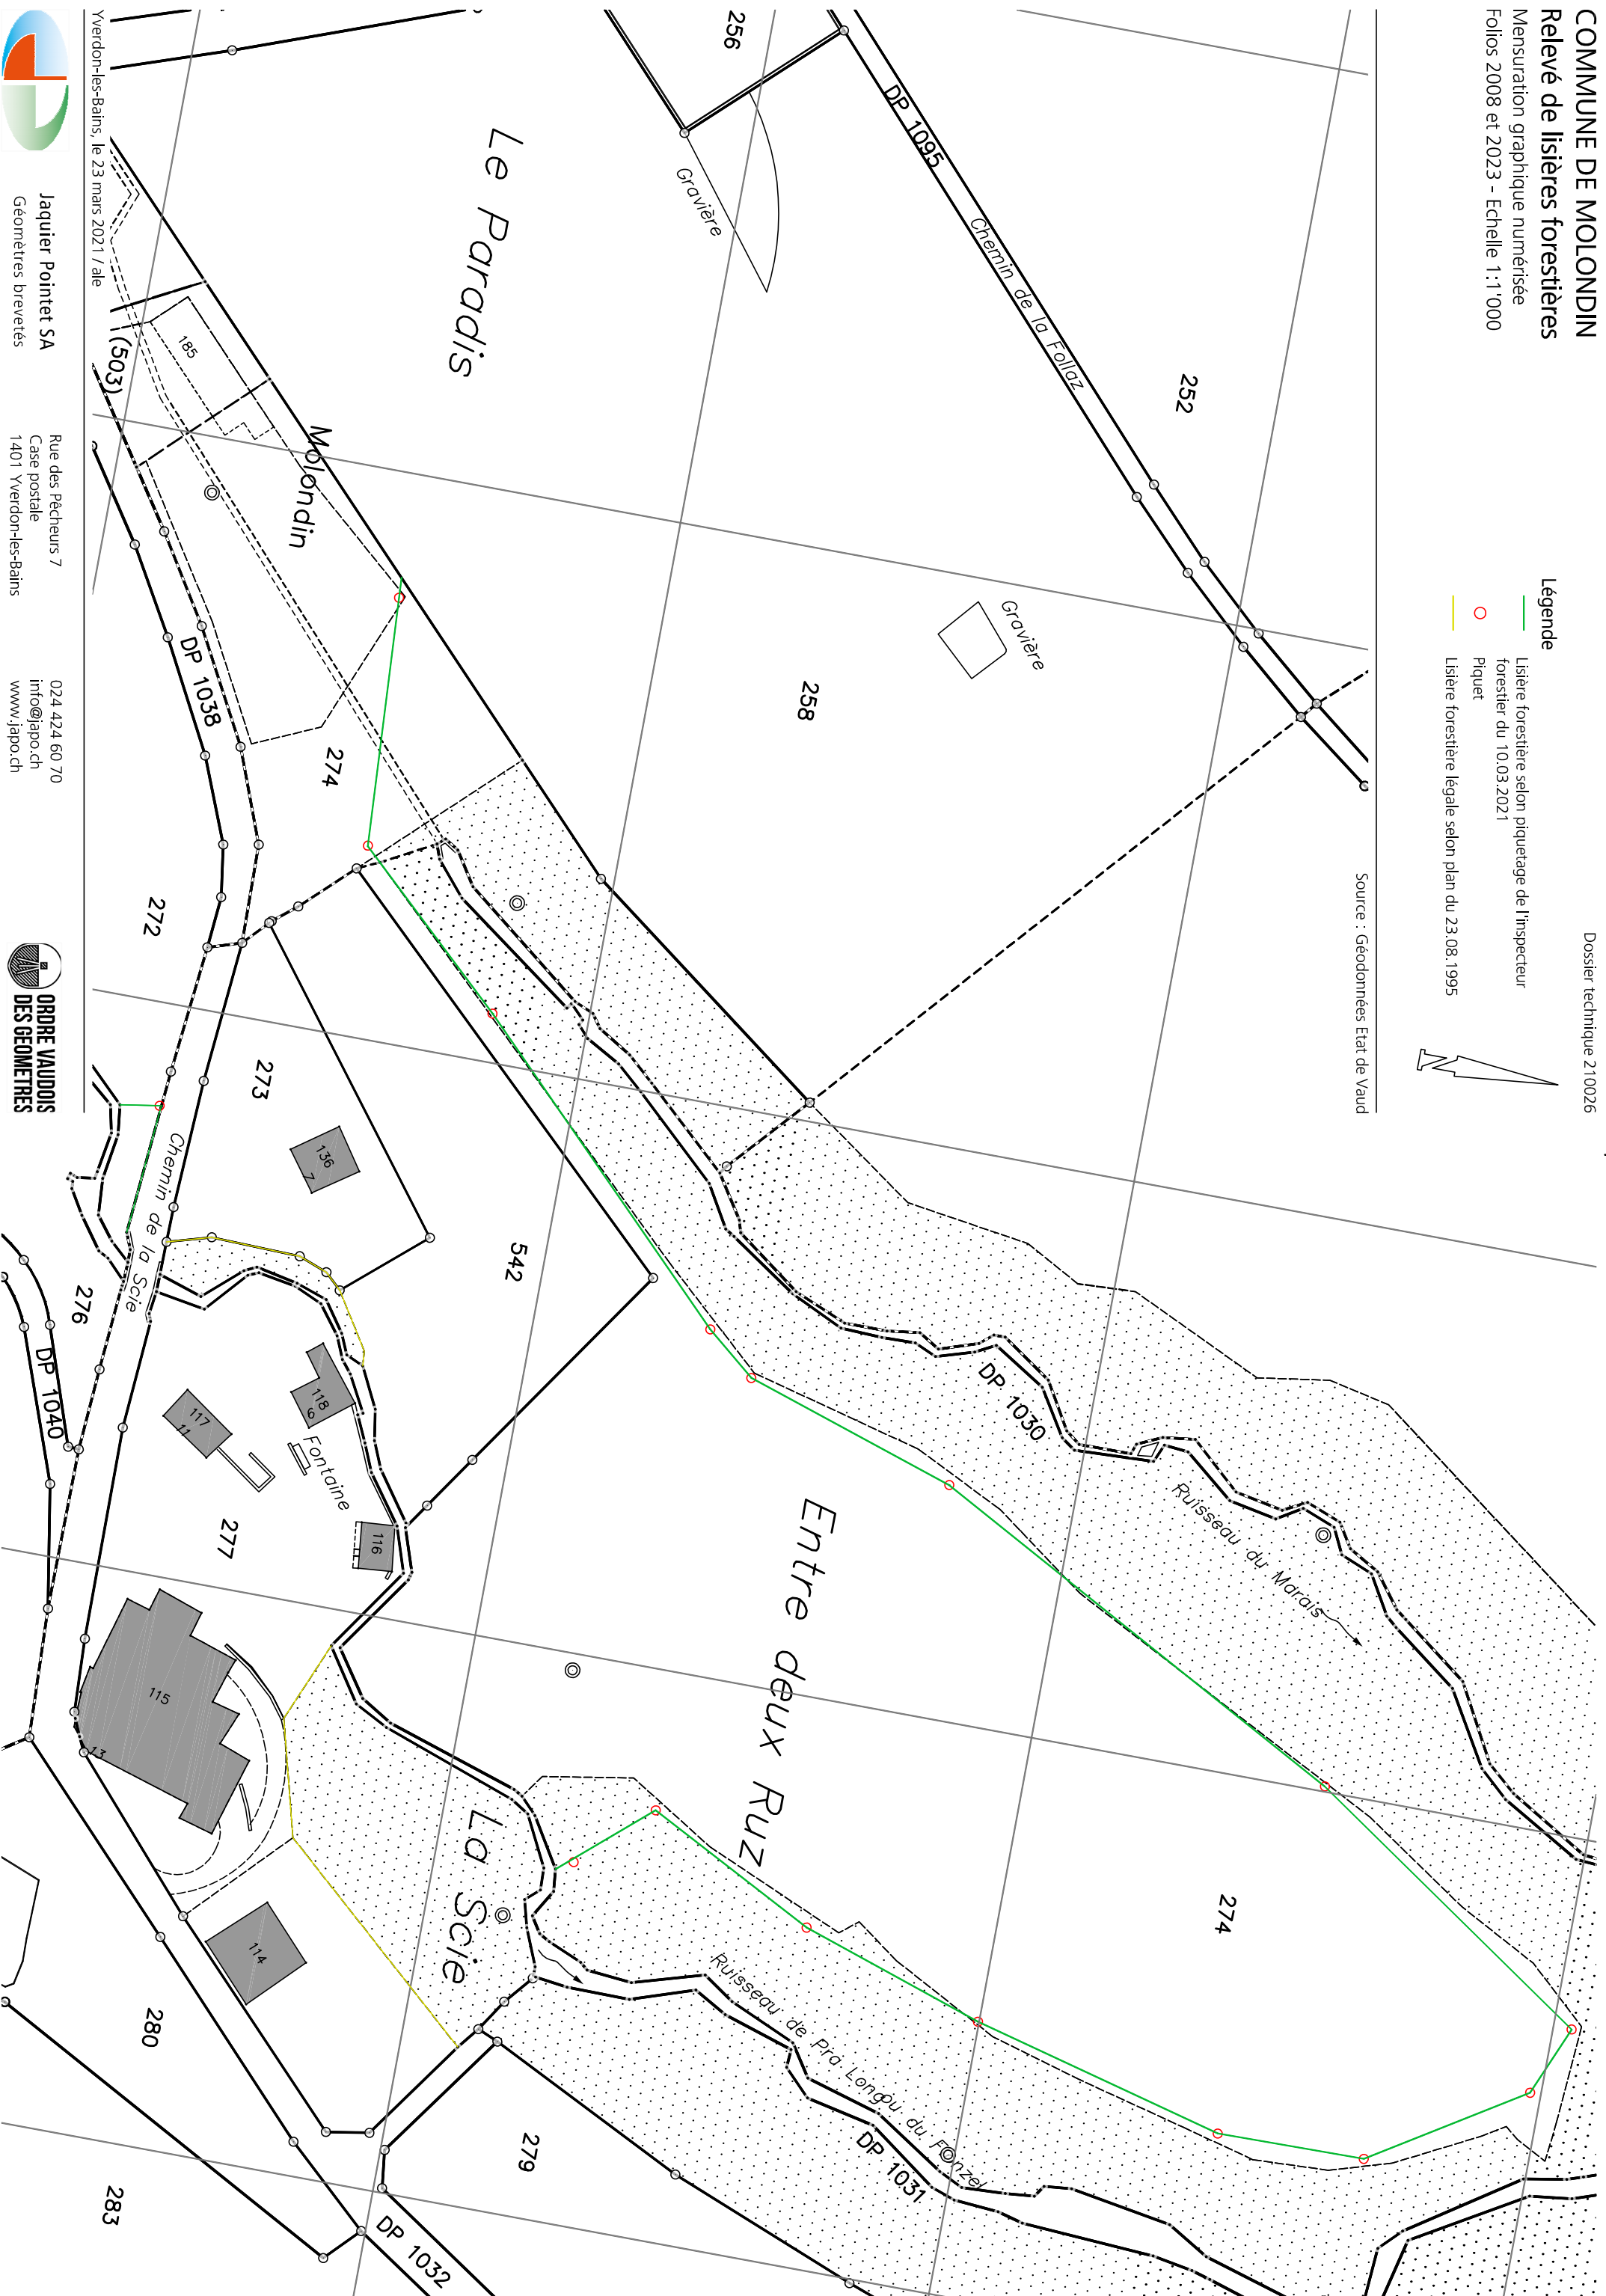 COMMUNE DE MOLONDIN
Relevé de lisières forestières
Mensuration graphique numérisée
Folios 2008 et 2023 - Echelle 1:1'000
Dossier technique 210026
Légende
Lisière forestière selon piquetage de l'inspecteur
forestier du 10.03.2021
Piquet
Lisière forestière légale selon plan du 23.08.1995
N
Source : Géodonnées Etat de Vaud
256
DP 1095
Chemin de la Follaz
252
Gravière
Le Paradis
Gravière
258
185
(503)
Molondin
DP 1038
274
272
273
136
7
542
Chemin de la Scie
276
DP 1040
117
11
118
6
Fontaine
116
277
115
13
114
DP 1030
Ruisseau du Marais
Entre deux Ruz
274
La Scie
Ruisseau de Pra Long
ou du Fonzel
DP 1031
280
279
283
DP 1032
Yverdon-les-Bains, le 23 mars 2021 / ale
Jaquier Pointet SA
Géomètres brevetés
Rue des Pêcheurs 7
Case postale
1401 Yverdon-les-Bains
024 424 60 70
info@japo.ch
www.japo.ch
ORDRE VAUDOIS
DES GEOMETRES